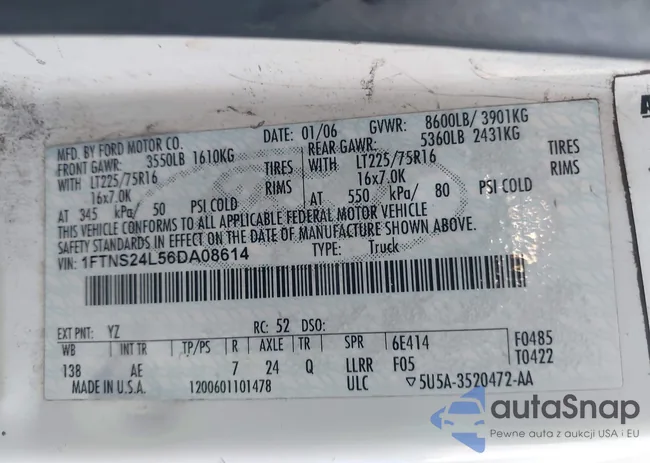 MFD. BY FORD MOTOR CO.
DATE: 01/06 GVWR: 8600LB/ 3901KG
FRONT GAWR: 3550LB 1610KG
REAR GAWR: 5360LB 2431KG
WITH LT225/75R16 TIRES
WITH LT225/75R16 TIRES
16x7.0K RIMS
16x7.0K RIMS
AT 345 kPa/ 50 PSI COLD
AT 550 kPa/ 80 PSI COLD
THIS VEHICLE CONFORMS TO ALL APPLICABLE FEDERAL MOTOR VEHICLE
SAFETY STANDARDS IN EFFECT ON THE DATE OF MANUFACTURE SHOWN ABOVE.
VIN: 1FTNS24L56DA08614 TYPE: Truck
EXT PNT: YZ RC: 52 DSO:
WB INT TR TP/PS R AXLE TR SPR 6E414 F0485
138 AE 7 24 Q LLRR F05 T0422
MADE IN U.S.A. 1200601101478 ULC 5U5A-3520472-AA
autaSnap
Pewne auta z aukcji USA i EU